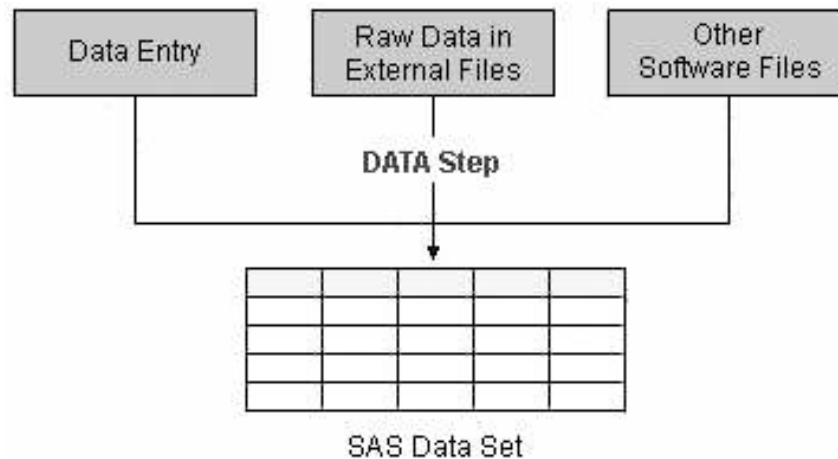 Data Entry
Raw Data in
External Files
Other
Software Files
DATA Step
SAS Data Set